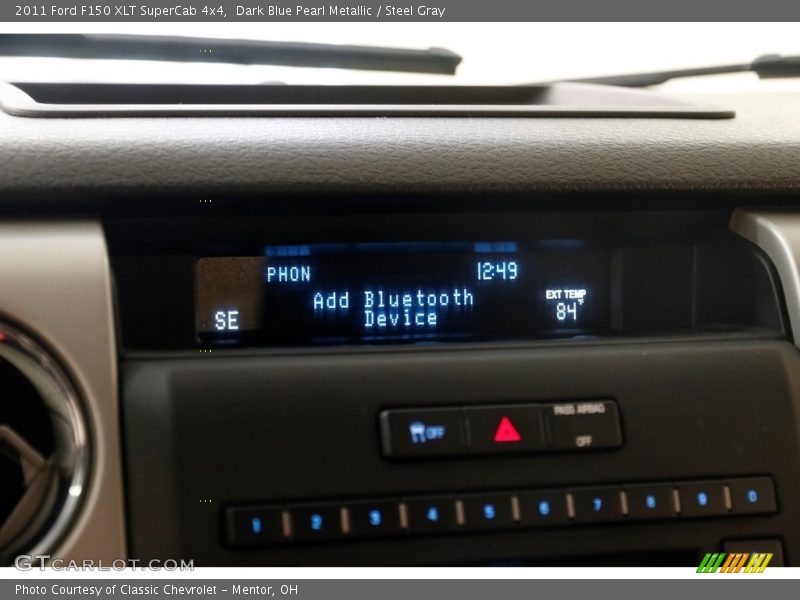 2011 Ford F150 XLT SuperCab 4x4, Dark Blue Pearl Metallic / Steel Gray
PHON 12:49
Add Bluetooth
Device
SE
EXT TEMP
84°F
OFF
PASS AIRBAG
OFF
1 2 3 4 5 6 7 8 9 0
GTCARLOT.COM
Photo Courtesy of Classic Chevrolet - Mentor, OH